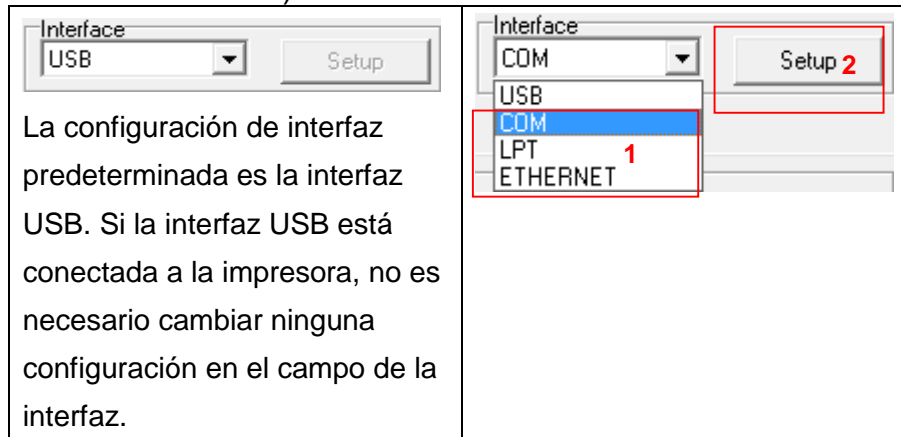 Interface
USB
Setup
La configuración de interfaz
predeterminada es la interfaz
USB. Si la interfaz USB está
conectada a la impresora, no es
necesario cambiar ninguna
configuración en el campo de la
interfaz.
Interface
COM
Setup 2
USB
COM
LPT 1
ETHERNET